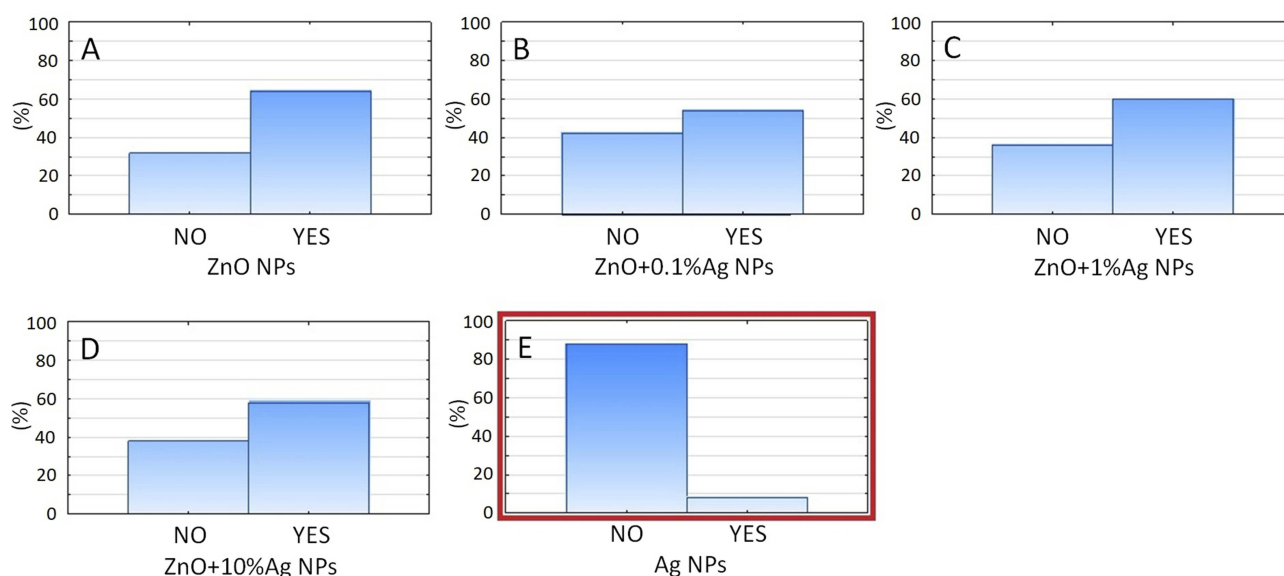 A
100
80
60
40
20
0
(%)
NO YES
ZnO NPs
B
100
80
60
40
20
0
(%)
NO YES
ZnO+0.1%Ag NPs
C
100
80
60
40
20
0
(%)
NO YES
ZnO+1%Ag NPs
D
100
80
60
40
20
0
(%)
NO YES
ZnO+10%Ag NPs
E
100
80
60
40
20
0
(%)
NO YES
Ag NPs